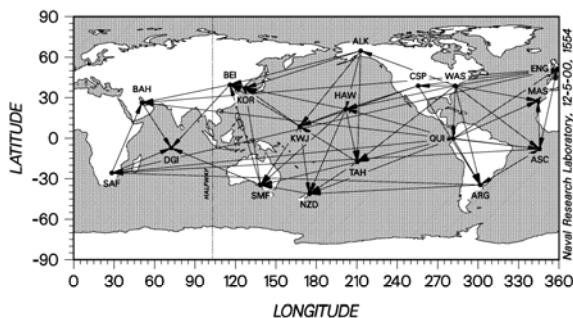 90
ALK
60
ENG
BEI
CSP
WAS
BAH
MAS
30
KOR
HAW
KWJ
QUI
0
DGI
TAH
ASC
SAF
-30
SMF
NZD
ARG
HALFWAY
-60
-90
0 30 60 90 120 150 180 210 240 270 300 330 360
LATITUDE
LONGITUDE
Naval Research Laboratory, 12-5-00, 1554